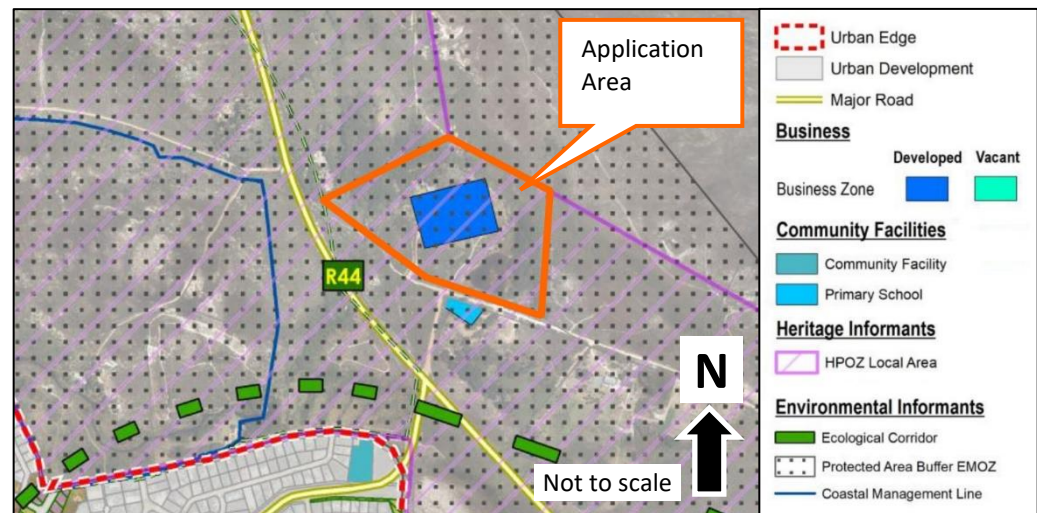 Application
Area
R44
N
Not to scale
Urban Edge
Urban Development
Major Road
Business
Developed Vacant
Business Zone
Community Facilities
Community Facility
Primary School
Heritage Informants
HPOZ Local Area
Environmental Informants
Ecological Corridor
Protected Area Buffer EMOZ
Coastal Management Line